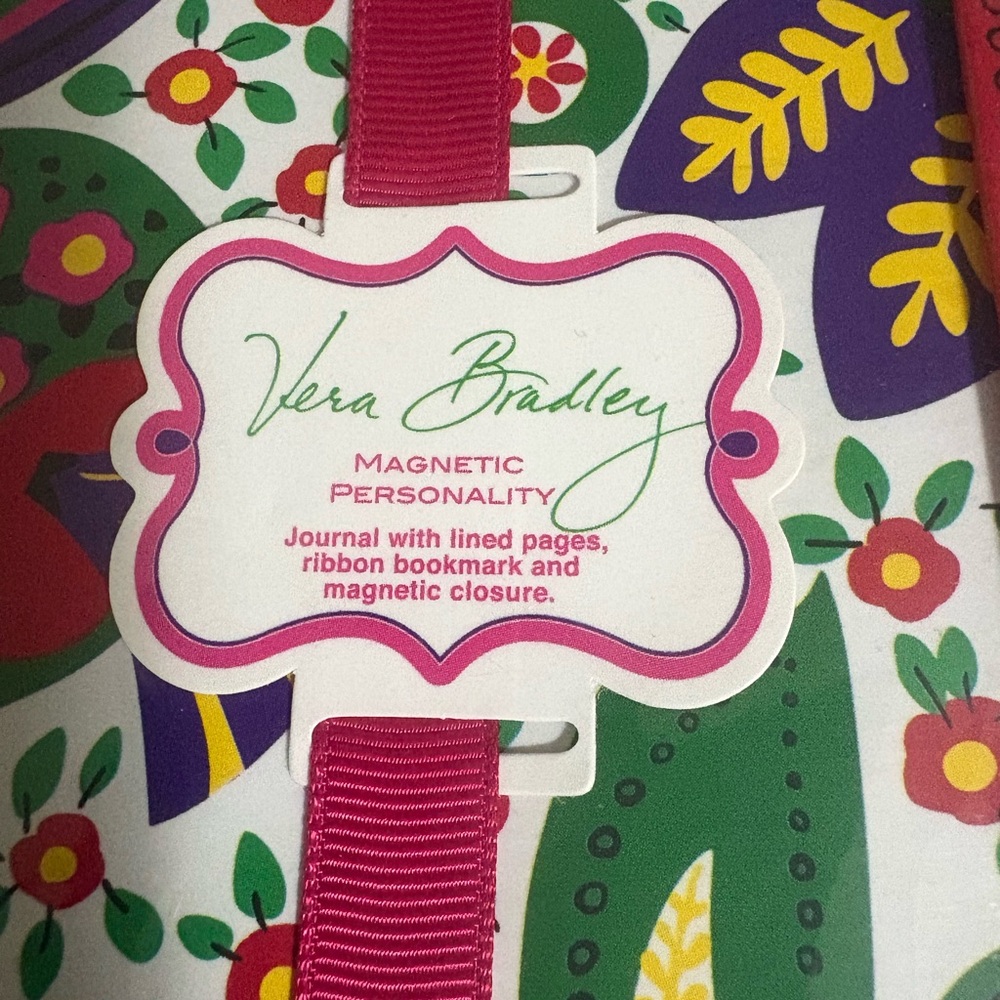 Vera Bradley
MAGNETIC
PERSONALITY
Journal with lined pages,
ribbon bookmark and
magnetic closure.